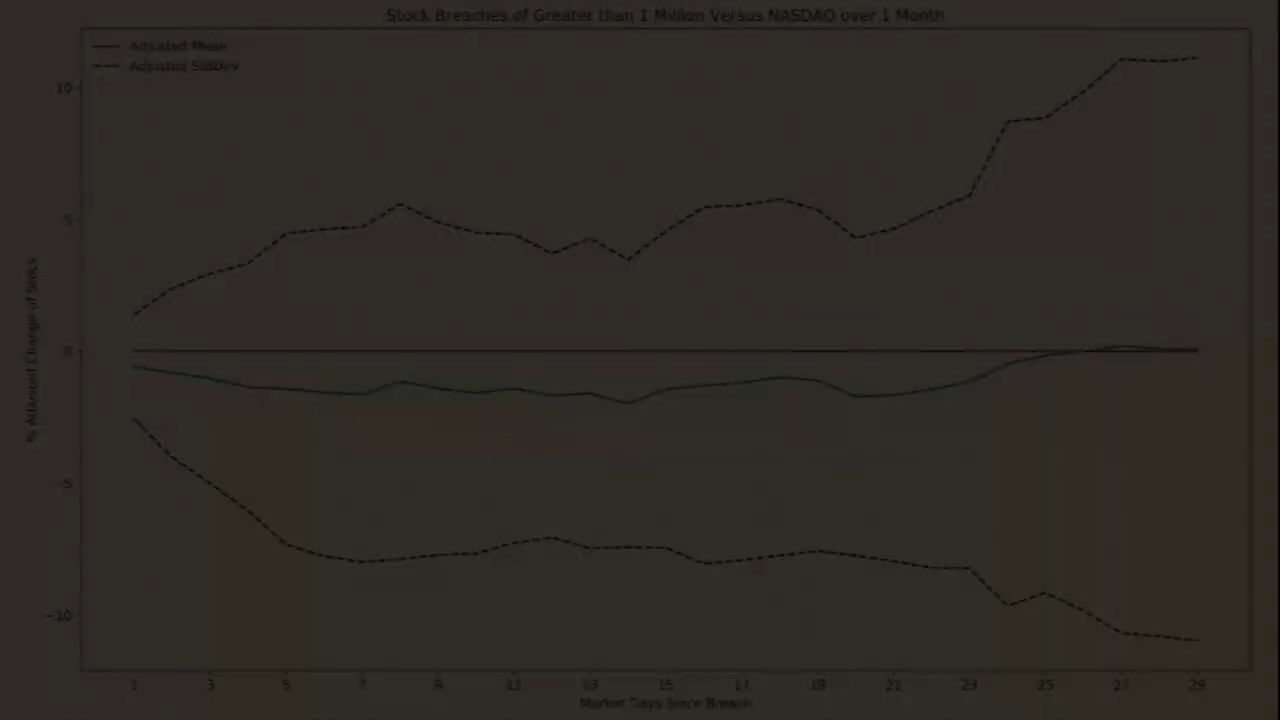 Stock Breaches of Greater than 1 Million Versus NASDAQ over 1 Month
Adjusted Mean
Adjusted StdDev
10
5
0
-5
-10
% Adjusted Change of Stock
1 3 5 7 9 11 13 15 17 19 21 23 25 27 29
Market Days Since Breach